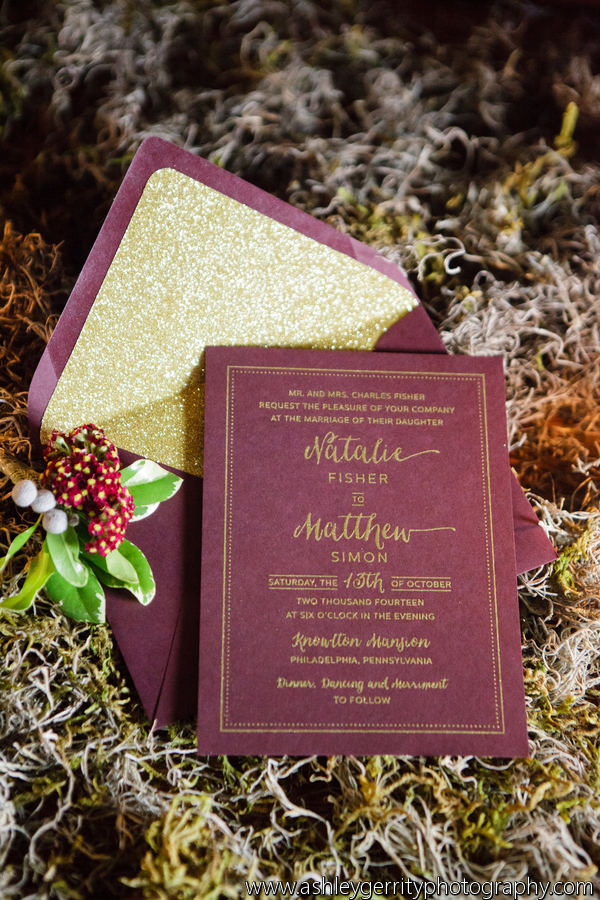 MR. AND MRS. CHARLES FISHER
REQUEST THE PLEASURE OF YOUR COMPANY
AT THE MARRIAGE OF THEIR DAUGHTER
Natalie
FISHER
TO
Matthew
SIMON
SATURDAY, THE 13th OF OCTOBER
TWO THOUSAND FOURTEEN
AT SIX O'CLOCK IN THE EVENING
Knowlton Mansion
PHILADELPHIA, PENNSYLVANIA
Dinner, Dancing and Merriment
TO FOLLOW
www.ashleygerrityphotography.com